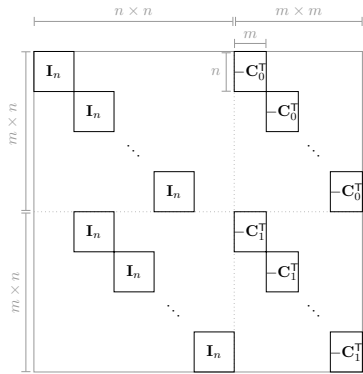 n × n m × m
m
m × n n I_n −C_0^T
I_n −C_0^T
⋱ ⋱
I_n −C_0^T
m × n I_n −C_1^T
I_n −C_1^T
⋱ ⋱
I_n −C_1^T